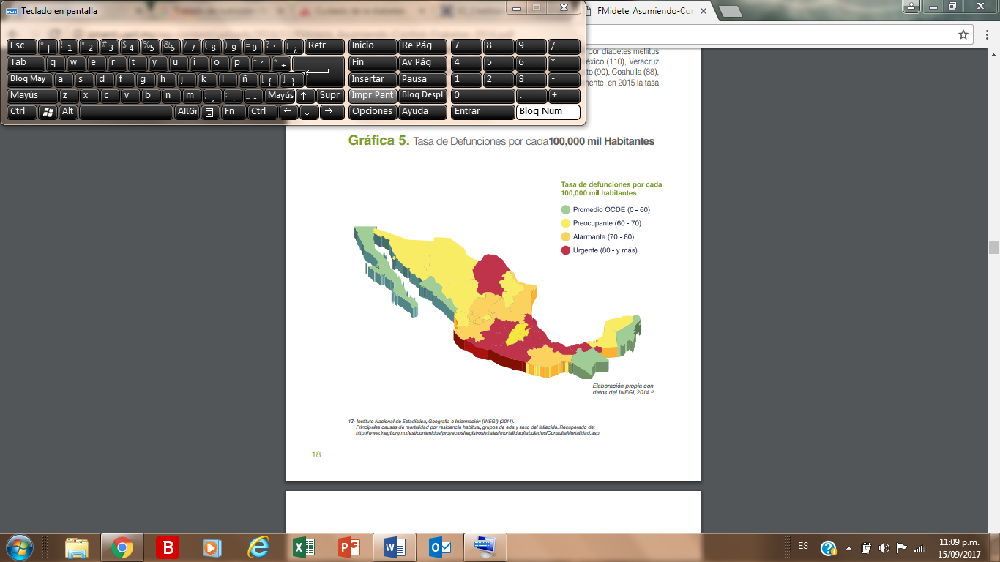 Teclado en pantalla
FMidete_Asumiendo-Cor
Esc ° | ! 1 " 2 # 3 $ 4 % 5 & 6 / 7 ( 8 ) 9 = 0 ? ' ¡ ¿ Retr Inicio Re Pág 7 8 9 /
Tab q w e r t y u i o p ¨ ´ * + Fin Av Pág 4 5 6 *
Bloq May a s d f g h j k l ñ [ { ] } Insertar Pausa 1 2 3 -
Mayús z x c v b n m ; , : . _ - Mayús ↑ Supr Impr Pant Bloq Despl 0 . +
Ctrl Alt AltGr Fn Ctrl ← ↓ → Opciones Ayuda Entrar Bloq Num
por diabetes mellitus
éxico (110), Veracruz
to (90), Coahuila (88),
mente, en 2015 la tasa
Gráfica 5. Tasa de Defunciones por cada100,000 mil Habitantes
Tasa de defunciones por cada
100,000 mil habitantes
Promedio OCDE (0 - 60)
Preocupante (60 - 70)
Alarmante (70 - 80)
Urgente (80 - y más)
Elaboración propia con
datos del INEGI, 2014.17
17- Instituto Nacional de Estadística, Geografía e Información (INEGI) (2014).
Principales causas de mortalidad por residencia habitual, grupos de eda y sexo del fallecido. Recuperado de:
http://www.inegi.org.mx/est/contenidos/proyectos/registros/vitales/mortalidad/tabulados/ConsultaMortalidad.asp
18
B
ES
11:09 p.m.
15/09/2017